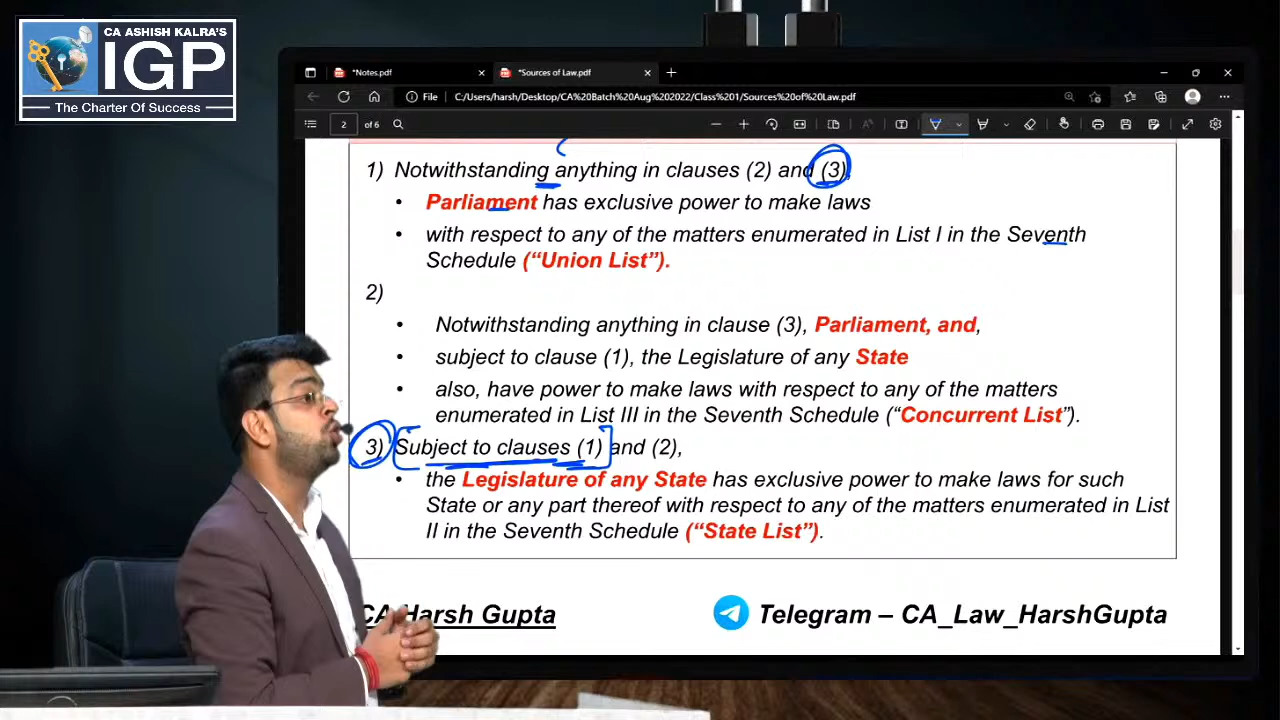 CA ASHISH KALRA'S
IGP
The Charter Of Success
*Notes.pdf
*Sources of Law.pdf
File
C:/Users/harsh/Desktop/CA%20Batch%20Aug%202022/Class%201/Sources%20of%20Law.pdf
2 of 6
1) Notwithstanding anything in clauses (2) and (3),
• Parliament has exclusive power to make laws
• with respect to any of the matters enumerated in List I in the Seventh
Schedule (“Union List”).
2)
• Notwithstanding anything in clause (3), Parliament, and,
• subject to clause (1), the Legislature of any State
• also, have power to make laws with respect to any of the matters
enumerated in List III in the Seventh Schedule (“Concurrent List”).
3) Subject to clauses (1) and (2),
• the Legislature of any State has exclusive power to make laws for such
State or any part thereof with respect to any of the matters enumerated in List
II in the Seventh Schedule (“State List”).
CA Harsh Gupta
Telegram – CA_Law_HarshGupta